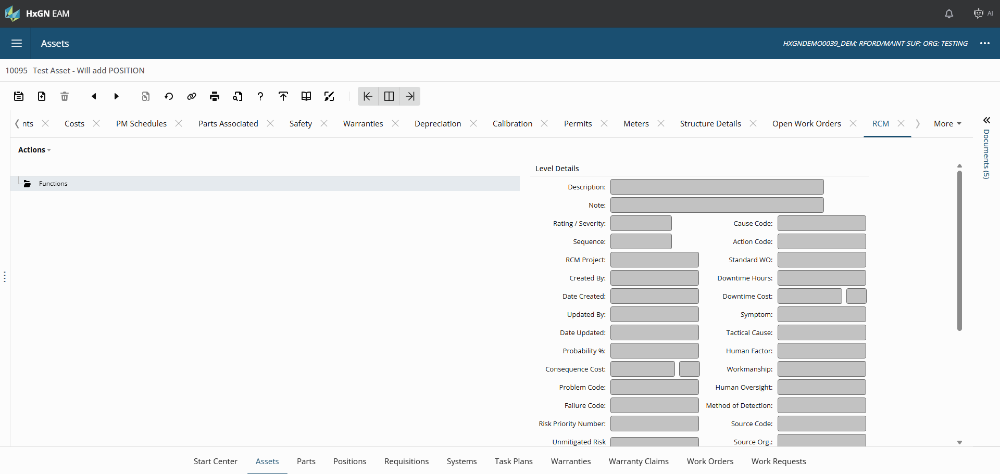 HxGN EAM
AI
Assets
HXGNDEMO0039_DEM; RFORD/MAINT-SUP; ORG: TESTING
10095 Test Asset - Will add POSITION
nts Costs PM Schedules Parts Associated Safety Warranties Depreciation Calibration Permits Meters Structure Details Open Work Orders RCM More
Documents (5)
Actions
Functions
Level Details
Description:
Note:
Rating / Severity: Cause Code:
Sequence: Action Code:
RCM Project: Standard WO:
Created By: Downtime Hours:
Date Created: Downtime Cost:
Updated By: Symptom:
Date Updated: Tactical Cause:
Probability %: Human Factor:
Consequence Cost: Workmanship:
Problem Code: Human Oversight:
Failure Code: Method of Detection:
Risk Priority Number: Source Code:
Unmitigated Risk Source Org.:
Start Center Assets Parts Positions Requisitions Systems Task Plans Warranties Warranty Claims Work Orders Work Requests